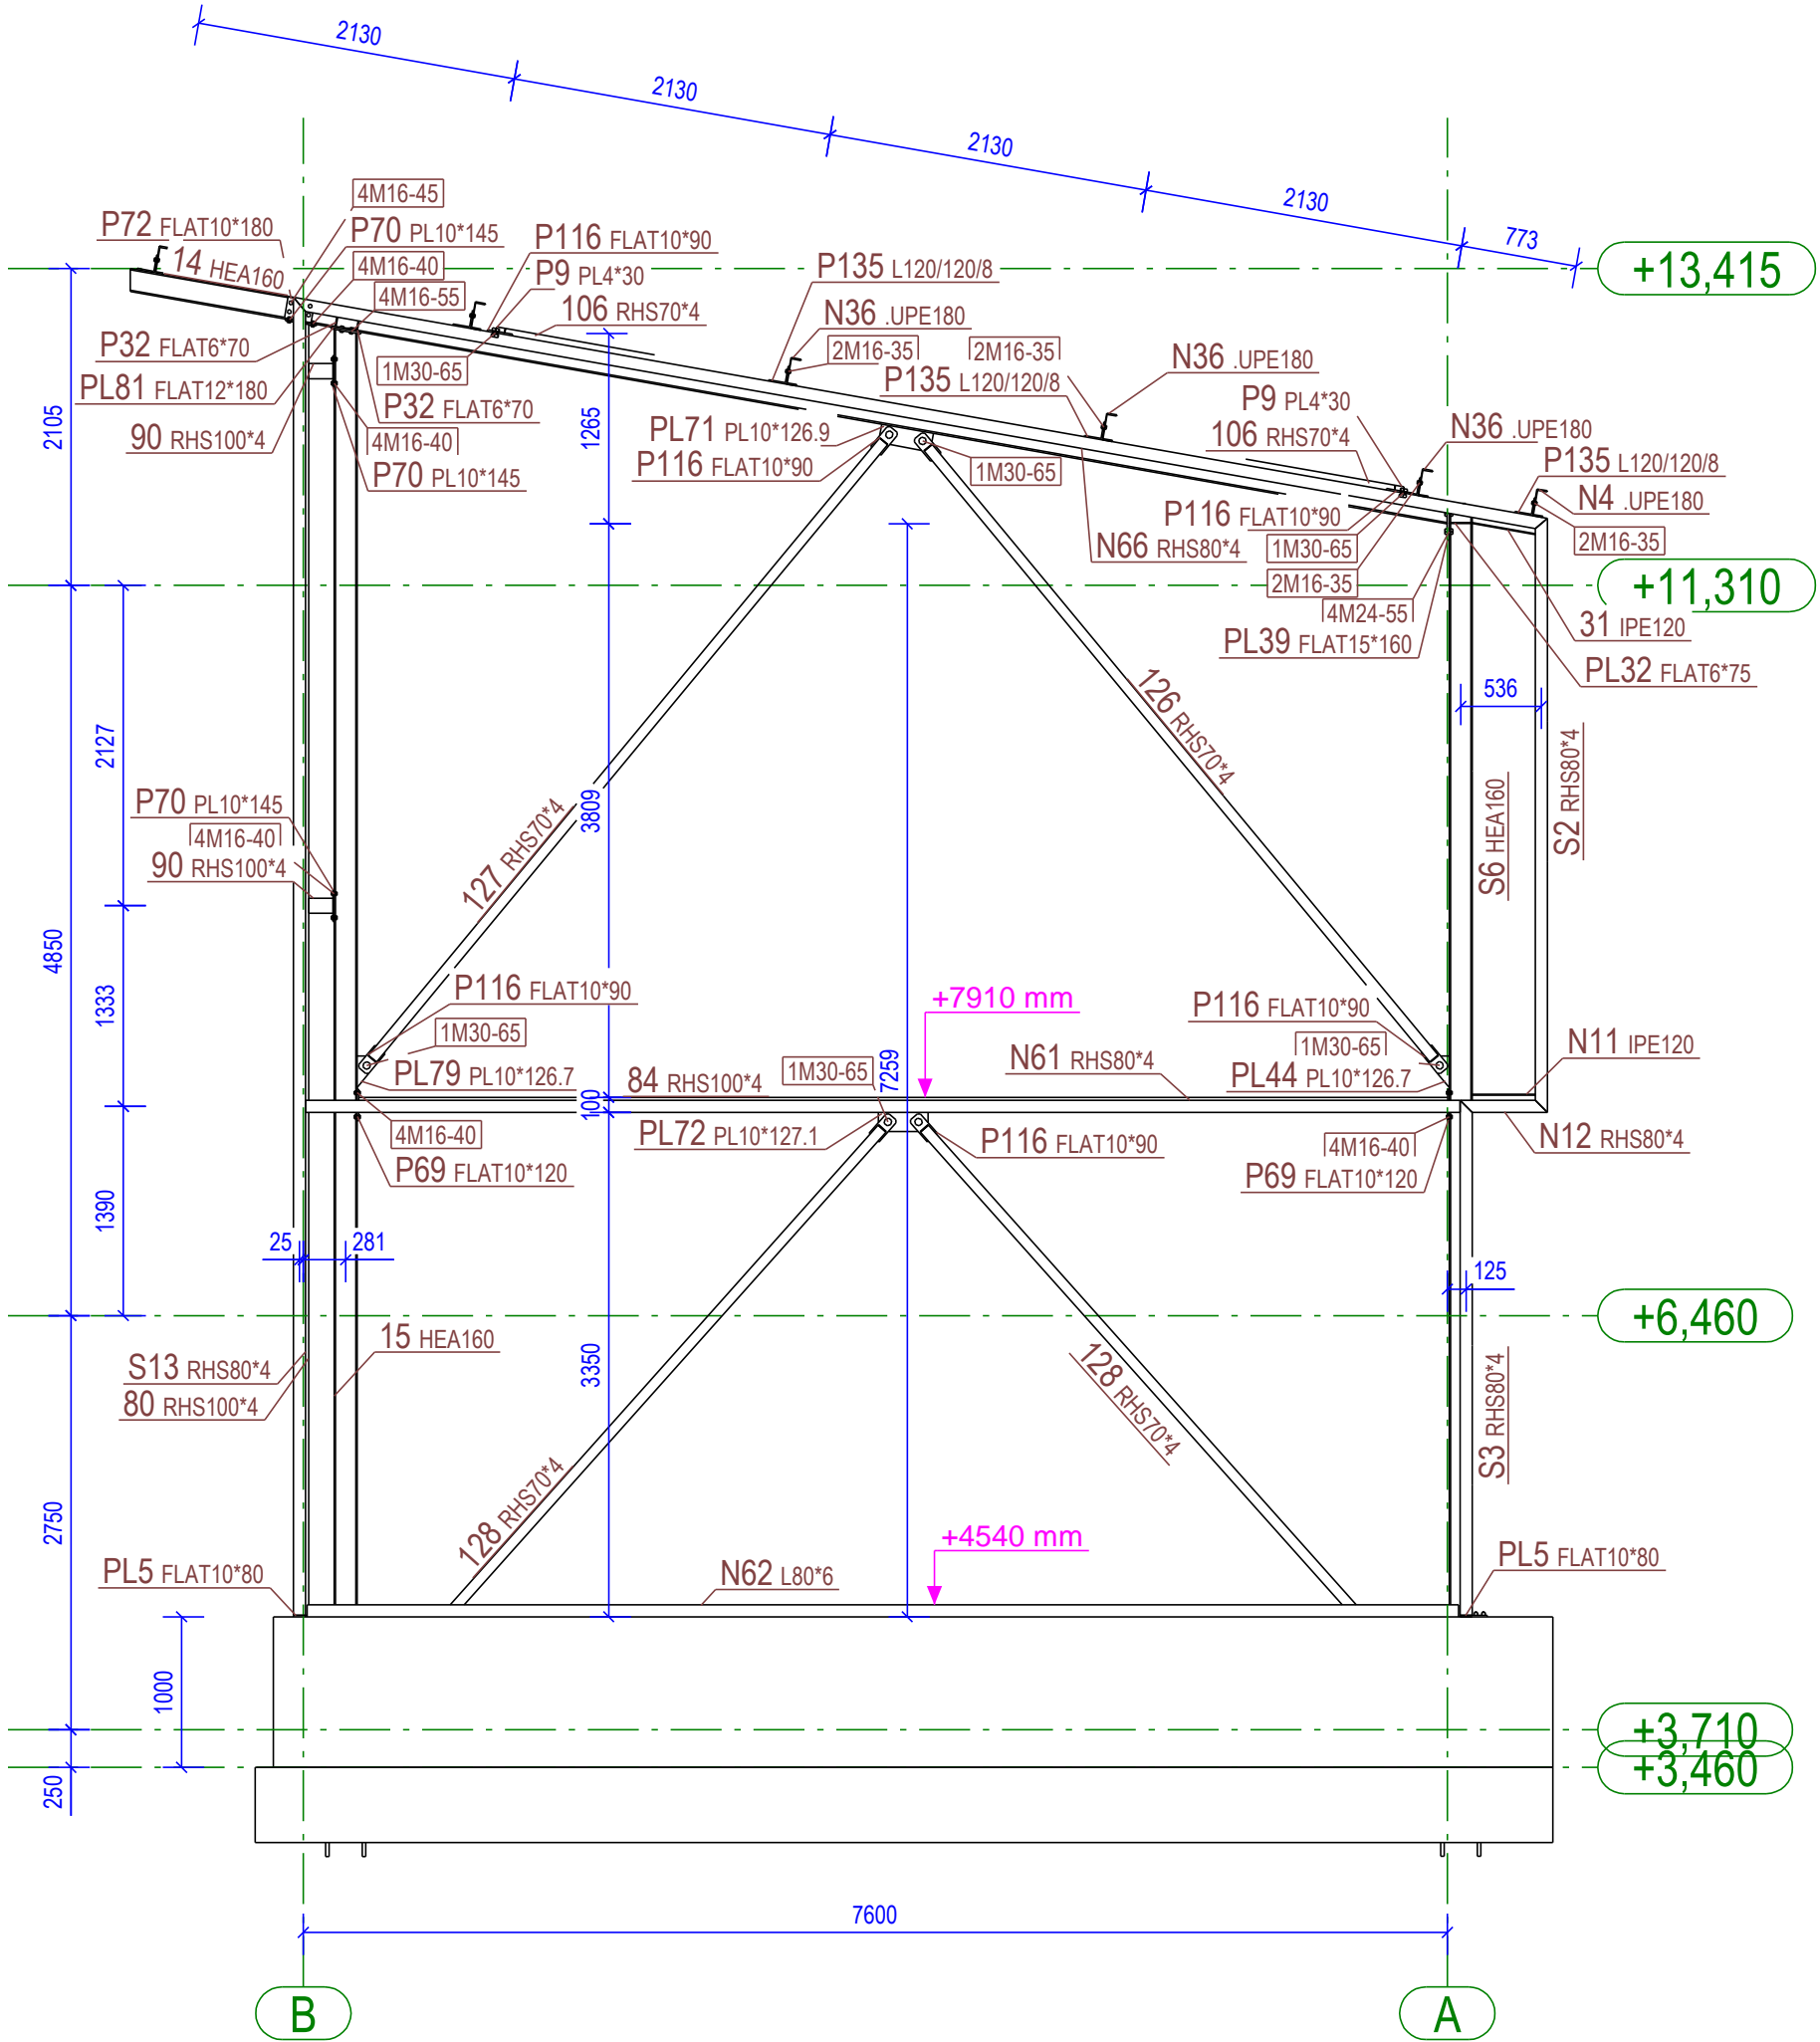 2130
2130
2130
2130
773
4M16-45
P72 FLAT10*180
P70 PL10*145
P116 FLAT10*90
14 HEA160
4M16-40
P9 PL4*30
P135 L120/120/8
+13,415
4M16-55
106 RHS70*4
N36 .UPE180
P32 FLAT6*70
1M30-65
2M16-35
2M16-35
N36 .UPE180
PL81 FLAT12*180
P32 FLAT6*70
P135 L120/120/8
P9 PL4*30
2105
90 RHS100*4
4M16-40
1265
PL71 PL10*126.9
106 RHS70*4
N36 .UPE180
P70 PL10*145
P116 FLAT10*90
1M30-65
P135 L120/120/8
N4 .UPE180
P116 FLAT10*90
N66 RHS80*4
1M30-65
2M16-35
2M16-35
+11,310
4M24-55
31 IPE120
PL39 FLAT15*160
PL32 FLAT6*75
536
126 RHS70*4
2127
S2 RHS80*4
P70 PL10*145
3809
127 RHS70*4
S6 HEA160
4M16-40
90 RHS100*4
4850
1333
P116 FLAT10*90
+7910 mm
P116 FLAT10*90
1M30-65
1M30-65
N11 IPE120
PL79 PL10*126.7
1M30-65
7259
N61 RHS80*4
84 RHS100*4
PL44 PL10*126.7
100
4M16-40
PL72 PL10*127.1
P116 FLAT10*90
4M16-40
N12 RHS80*4
P69 FLAT10*120
P69 FLAT10*120
1390
25
281
125
+6,460
15 HEA160
S13 RHS80*4
80 RHS100*4
3350
128 RHS70*4
S3 RHS80*4
128 RHS70*4
2750
+4540 mm
PL5 FLAT10*80
N62 L80*6
PL5 FLAT10*80
1000
+3,710
+3,460
250
7600
B
A